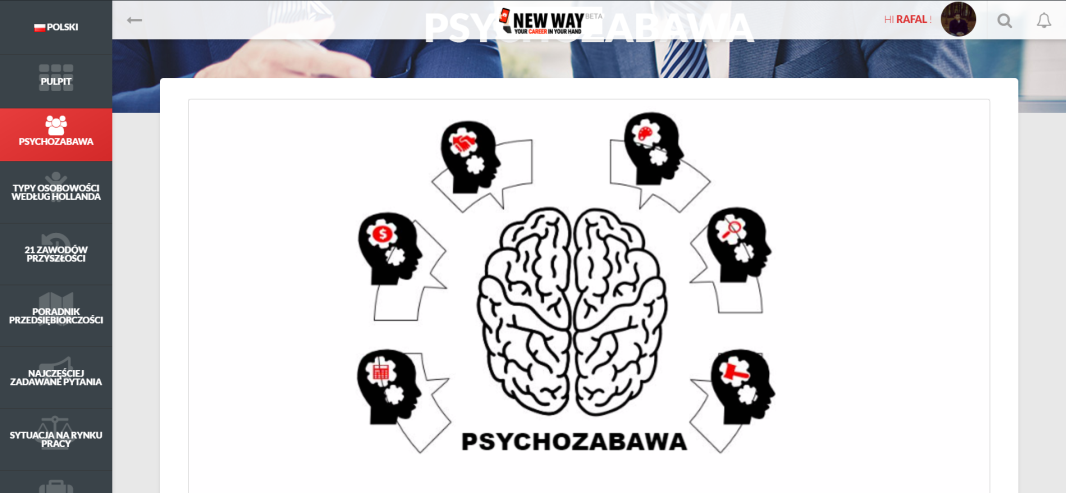 POLSKI
PULPIT
PSYCHOZABAWA
TYPY OSOBOWOŚCI
WEDŁUG HOLLANDA
21 ZAWODÓW
PRZYSZŁOŚCI
PORADNIK
PRZEDSIĘBIORCZOŚCI
NAJCZĘŚCIEJ
ZADAWANE PYTANIA
SYTUACJA NA RYNKU
PRACY
PSYCHOZABAWA
NEW WAY BETA
YOUR CAREER IN YOUR HAND
HI RAFAL!
$
PSYCHOZABAWA